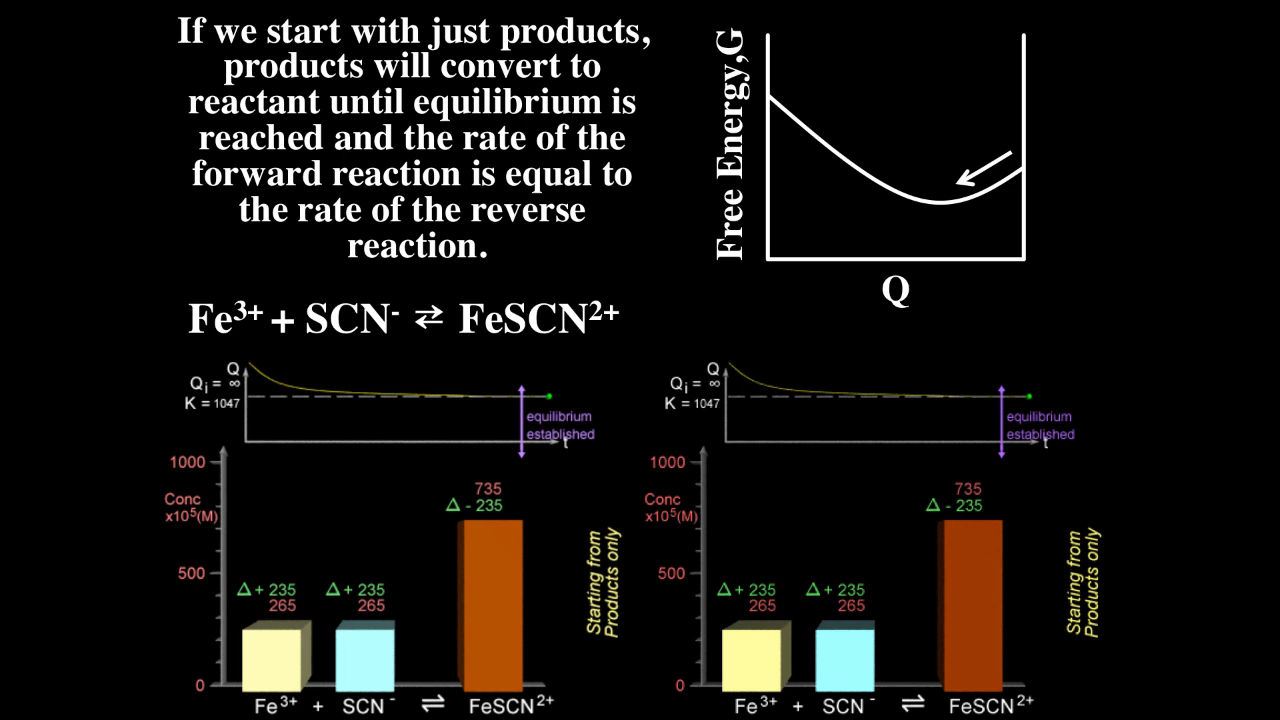 If we start with just products,
products will convert to
reactant until equilibrium is
reached and the rate of the
forward reaction is equal to
the rate of the reverse
reaction.
Free Energy,G
Q
Fe³⁺ + SCN⁻ ⇌ FeSCN²⁺
Q
Qi = ∞
K = 1047
equilibrium
established
t
1000
Conc
x10⁵(M)
500
0
Δ + 235
265
Δ + 235
265
735
Δ - 235
Starting from
Products only
Fe³⁺ + SCN⁻ ⇌ FeSCN²⁺
Q
Qi = ∞
K = 1047
equilibrium
established
t
1000
Conc
x10⁵(M)
500
0
Δ + 235
265
Δ + 235
265
735
Δ - 235
Starting from
Products only
Fe³⁺ + SCN⁻ ⇌ FeSCN²⁺